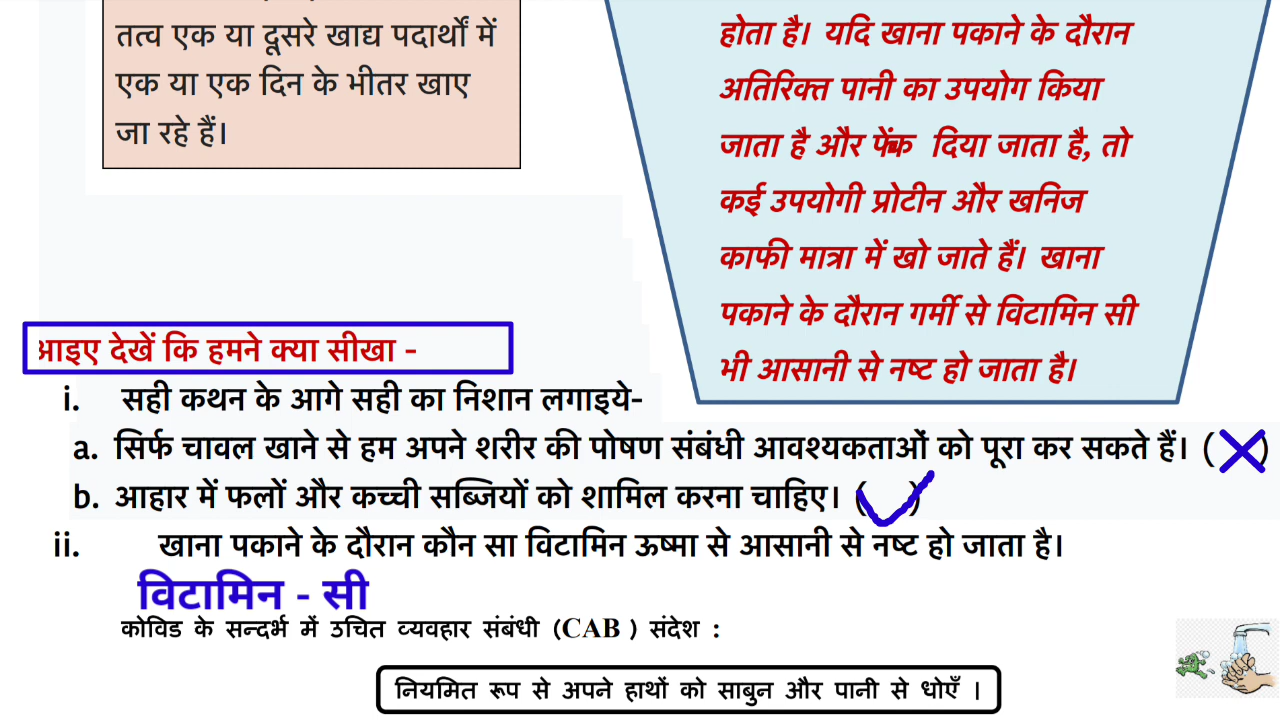 तत्व एक या दूसरे खाद्य पदार्थों में
एक या एक दिन के भीतर खाए
जा रहे हैं।
होता है। यदि खाना पकाने के दौरान
अतिरिक्त पानी का उपयोग किया
जाता है और फेंक दिया जाता है, तो
कई उपयोगी प्रोटीन और खनिज
काफी मात्रा में खो जाते हैं। खाना
पकाने के दौरान गर्मी से विटामिन सी
भी आसानी से नष्ट हो जाता है।
आइए देखें कि हमने क्या सीखा -
i. सही कथन के आगे सही का निशान लगाइये-
a. सिर्फ चावल खाने से हम अपने शरीर की पोषण संबंधी आवश्यकताओं को पूरा कर सकते हैं। ( X )
b. आहार में फलों और कच्ची सब्जियों को शामिल करना चाहिए। ( ✓ )
ii. खाना पकाने के दौरान कौन सा विटामिन ऊष्मा से आसानी से नष्ट हो जाता है।
विटामिन - सी
कोविड के सन्दर्भ में उचित व्यवहार संबंधी (CAB ) संदेश :
नियमित रूप से अपने हाथों को साबुन और पानी से धोएँ ।